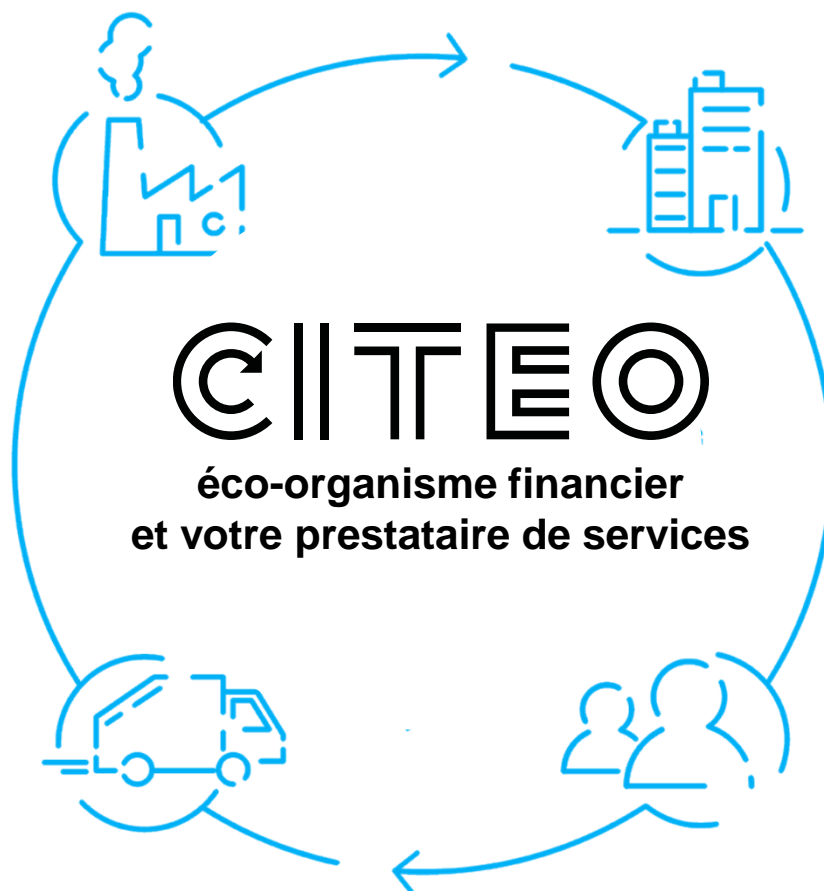 CITEO
éco-organisme financier
et votre prestataire de services